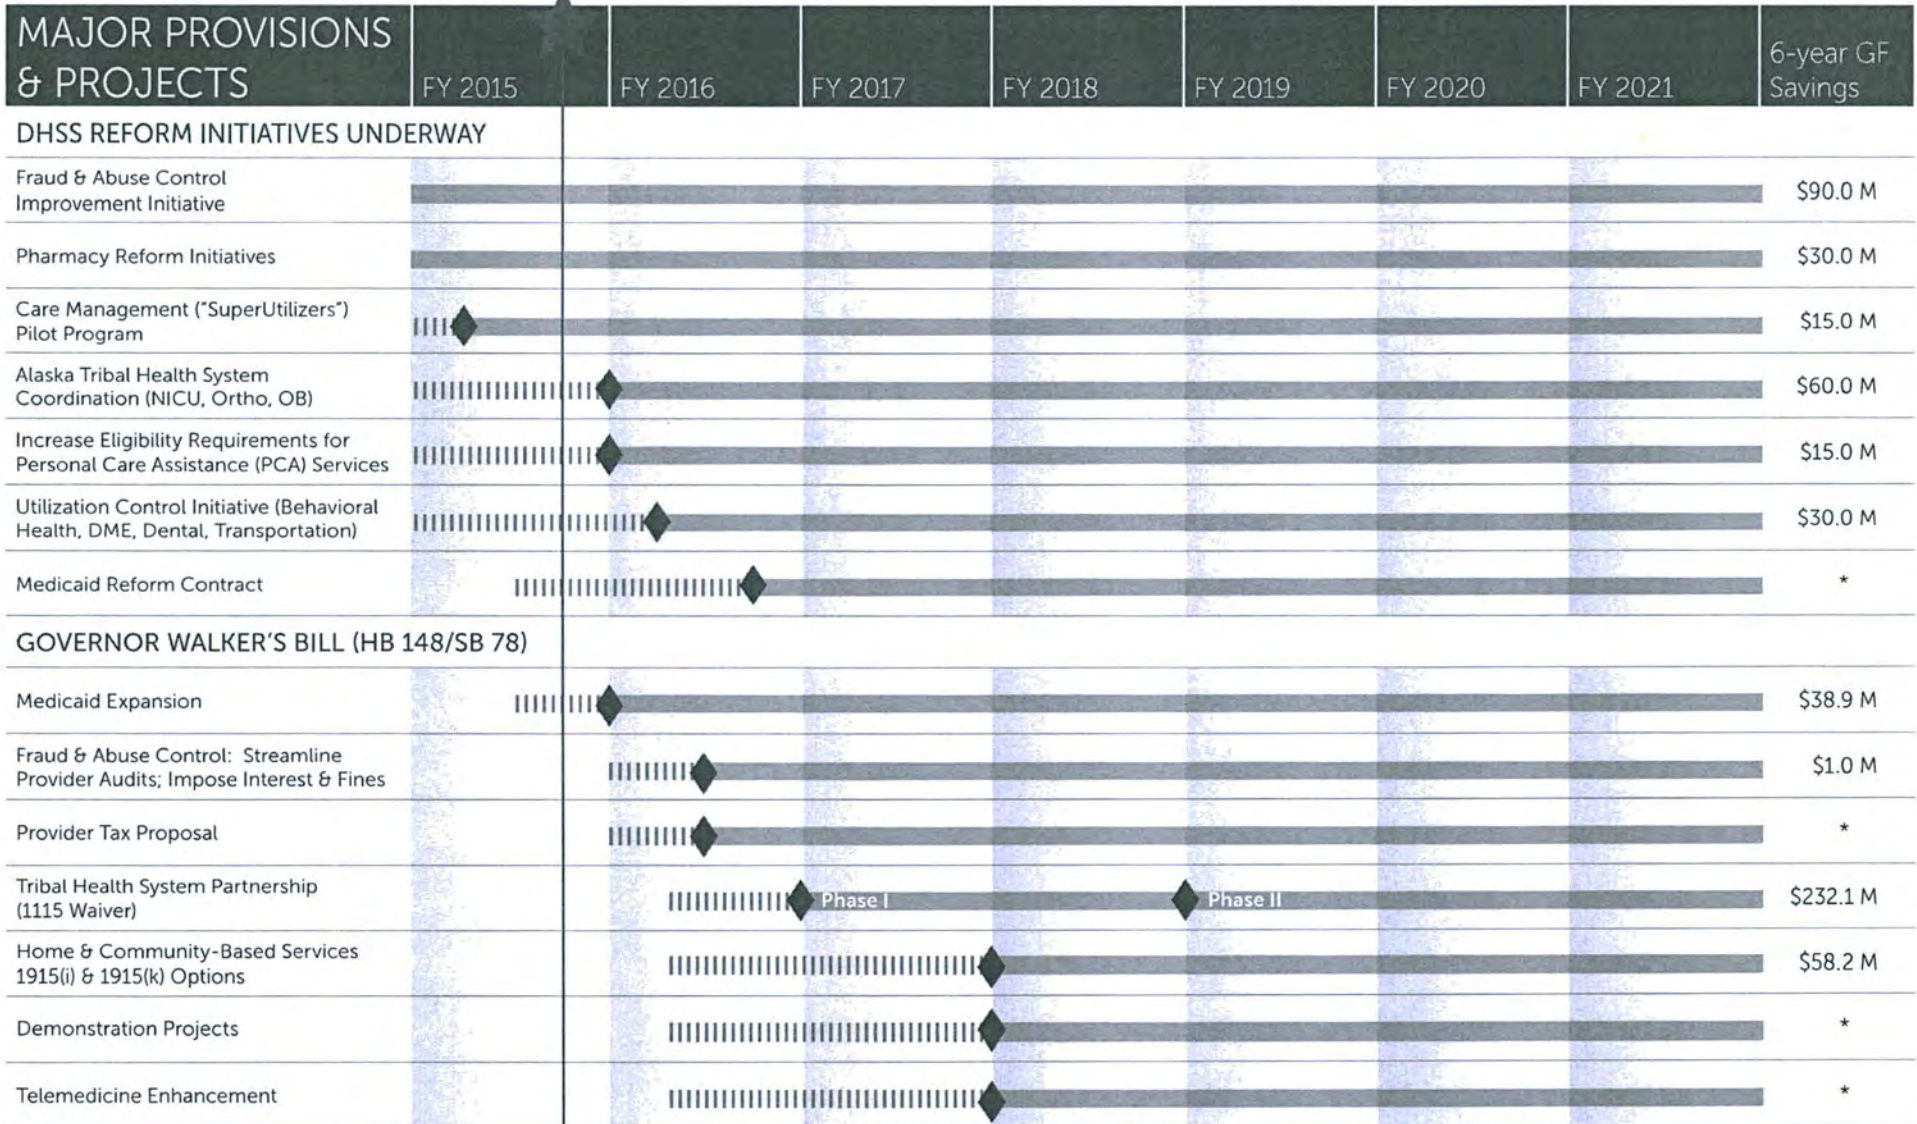 MAJOR PROVISIONS
& PROJECTS
FY 2015
FY 2016
FY 2017
FY 2018
FY 2019
FY 2020
FY 2021
6-year GF
Savings
DHSS REFORM INITIATIVES UNDERWAY
Fraud & Abuse Control
Improvement Initiative
$90.0 M
Pharmacy Reform Initiatives
$30.0 M
Care Management ("SuperUtilizers")
Pilot Program
$15.0 M
Alaska Tribal Health System
Coordination (NICU, Ortho, OB)
$60.0 M
Increase Eligibility Requirements for
Personal Care Assistance (PCA) Services
$15.0 M
Utilization Control Initiative (Behavioral
Health, DME, Dental, Transportation)
$30.0 M
Medicaid Reform Contract
*
GOVERNOR WALKER'S BILL (HB 148/SB 78)
Medicaid Expansion
$38.9 M
Fraud & Abuse Control: Streamline
Provider Audits; Impose Interest & Fines
$1.0 M
Provider Tax Proposal
*
Tribal Health System Partnership
(1115 Waiver)
Phase I
Phase II
$232.1 M
Home & Community-Based Services
1915(i) & 1915(k) Options
$58.2 M
Demonstration Projects
*
Telemedicine Enhancement
*